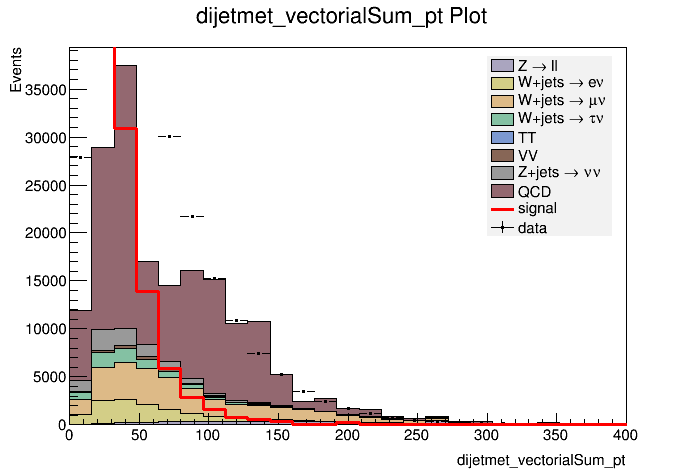 dijetmet_vectorialSum_pt Plot
Events
35000
30000
25000
20000
15000
10000
5000
0
0 50 100 150 200 250 300 350 400
dijetmet_vectorialSum_pt
Z → ll
W+jets → eν
W+jets → μν
W+jets → τν
TT
VV
Z+jets → νν
QCD
signal
data